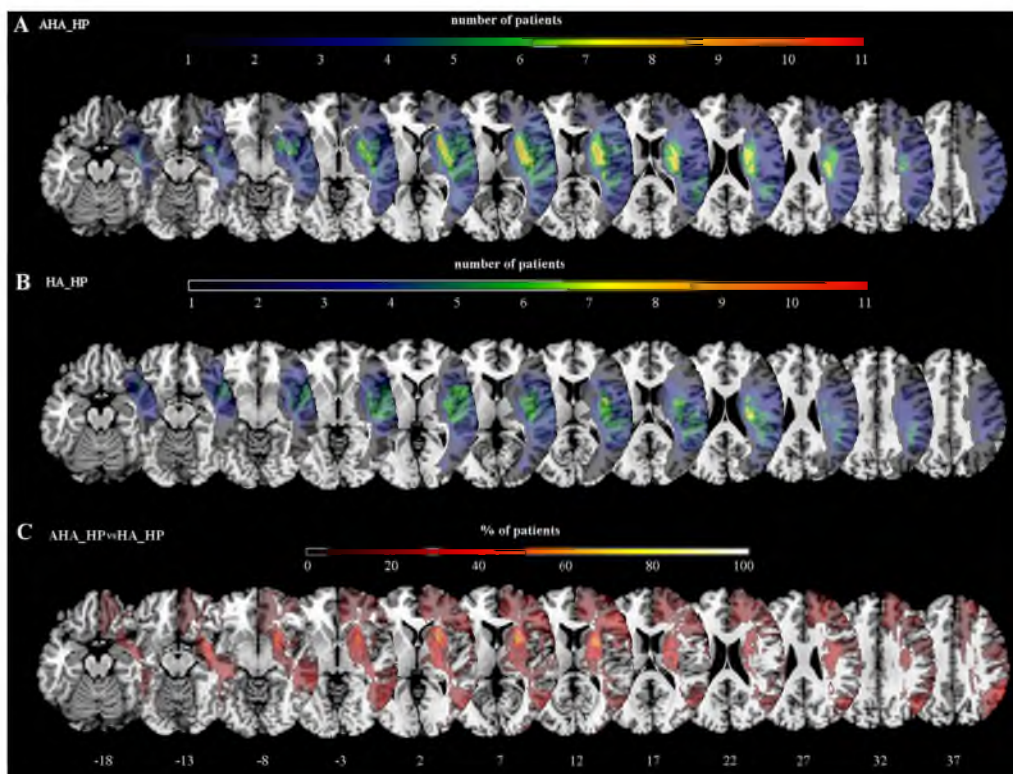 A AHA_HP
number of patients
1 2 3 4 5 6 7 8 9 10 11
B HA_HP
number of patients
1 2 3 4 5 6 7 8 9 10 11
C AHA_HPvsHA_HP
% of patients
0 20 40 60 80 100
-18 -13 -8 -3 2 7 12 17 22 27 32 37